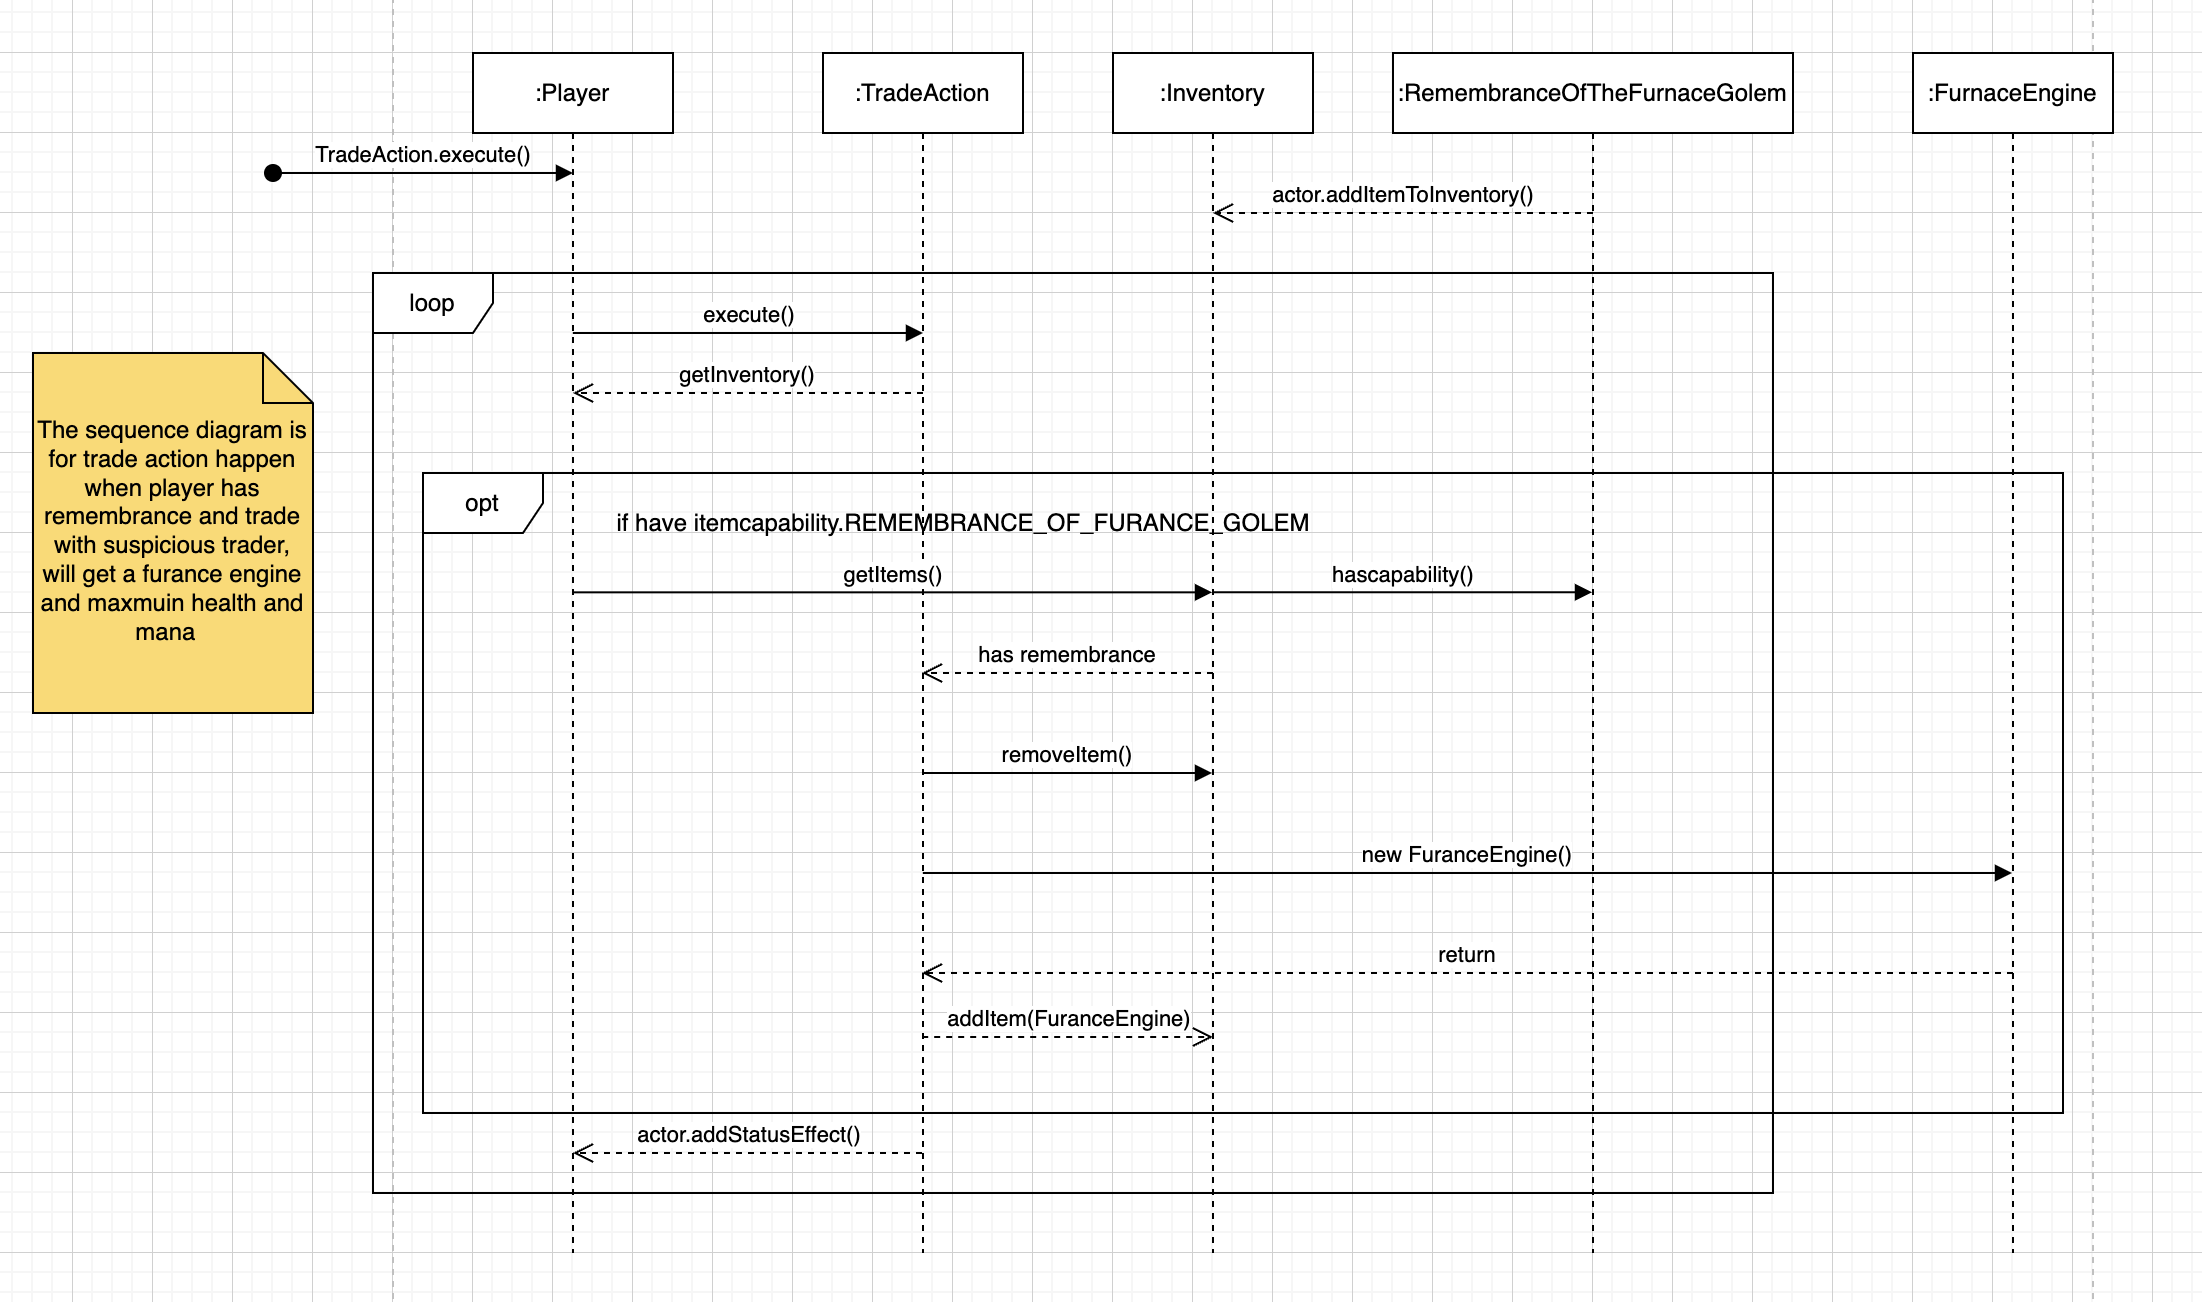 :Player
:TradeAction
:Inventory
:RemembranceOfTheFurnaceGolem
:FurnaceEngine
TradeAction.execute()
actor.addItemToInventory()
loop
execute()
getInventory()
The sequence diagram is
for trade action happen
when player has
remembrance and trade
with suspicious trader,
will get a furance engine
and maxmuin health and
mana
opt
if have itemcapability.REMEMBRANCE_OF_FURANCE_GOLEM
getItems()
hascapability()
has remembrance
removeItem()
new FuranceEngine()
return
addItem(FuranceEngine)
actor.addStatusEffect()